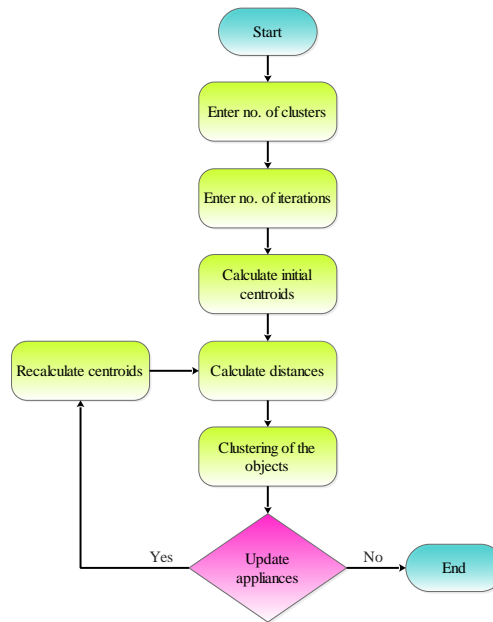 Start
Enter no. of clusters
Enter no. of iterations
Calculate initial
centroids
Recalculate centroids
Calculate distances
Clustering of the
objects
Yes
Update
appliances
No
End